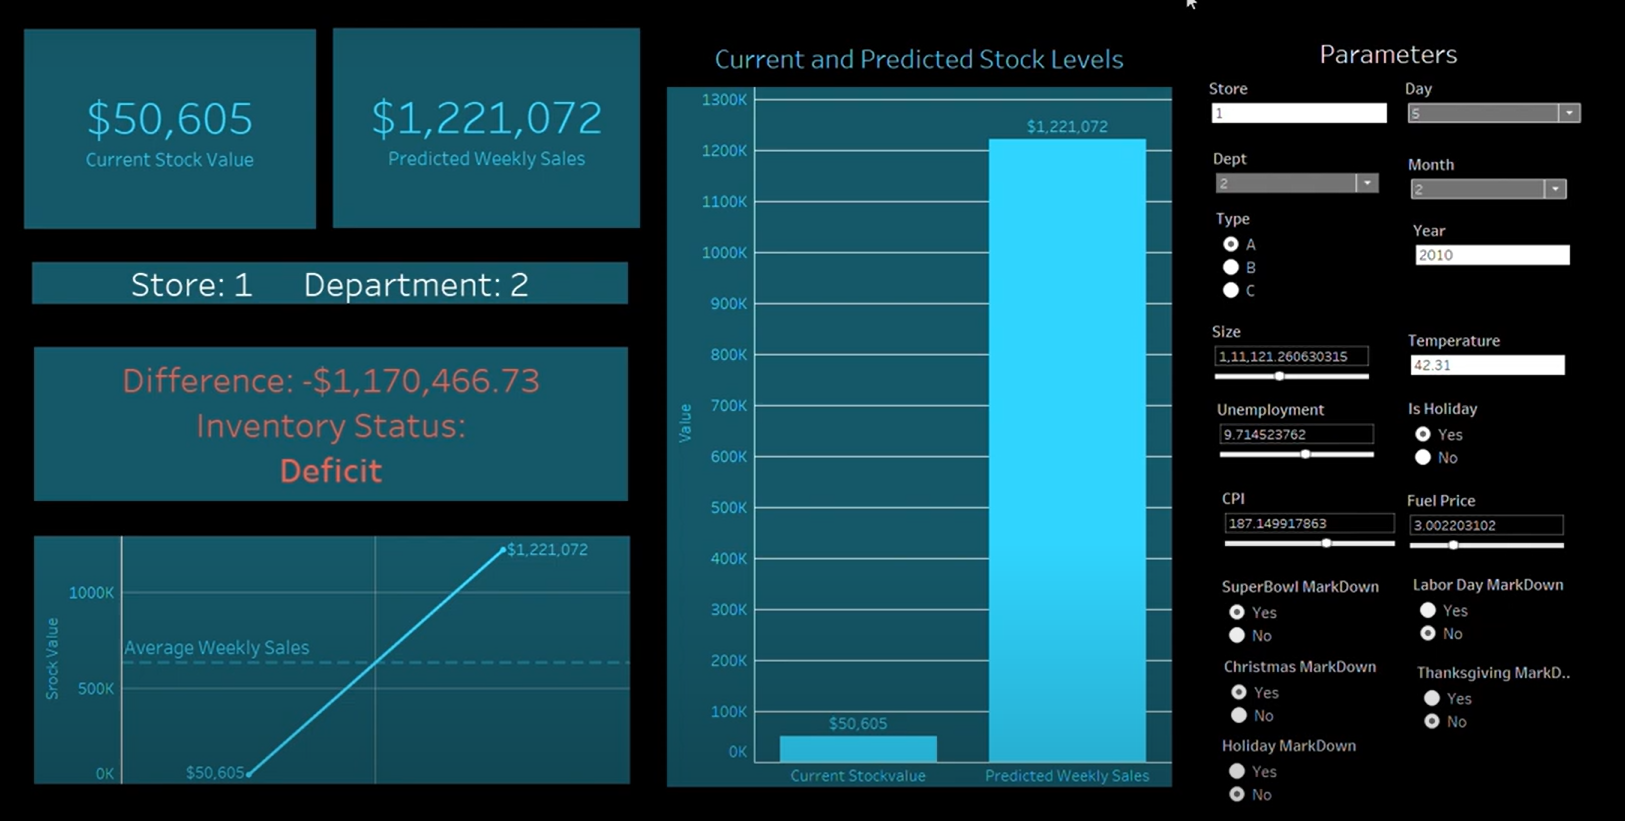 $50,605
Current Stock Value
$1,221,072
Predicted Weekly Sales
Store: 1 Department: 2
Difference: -$1,170,466.73
Inventory Status:
Deficit
Srock Value
1000K
500K
0K
Average Weekly Sales
$1,221,072
$50,605
Current and Predicted Stock Levels
Value
1300K
1200K
1100K
1000K
900K
800K
700K
600K
500K
400K
300K
200K
100K
0K
$1,221,072
$50,605
Current Stockvalue
Predicted Weekly Sales
Parameters
Store
1
Day
5
Dept
2
Month
2
Type
A
B
C
Year
2010
Size
1,11,121.260630315
Temperature
42.31
Unemployment
9.714523762
Is Holiday
Yes
No
CPI
187.149917863
Fuel Price
3.002203102
SuperBowl MarkDown
Yes
No
Labor Day MarkDown
Yes
No
Christmas MarkDown
Yes
No
Thanksgiving MarkD..
Yes
No
Holiday MarkDown
Yes
No